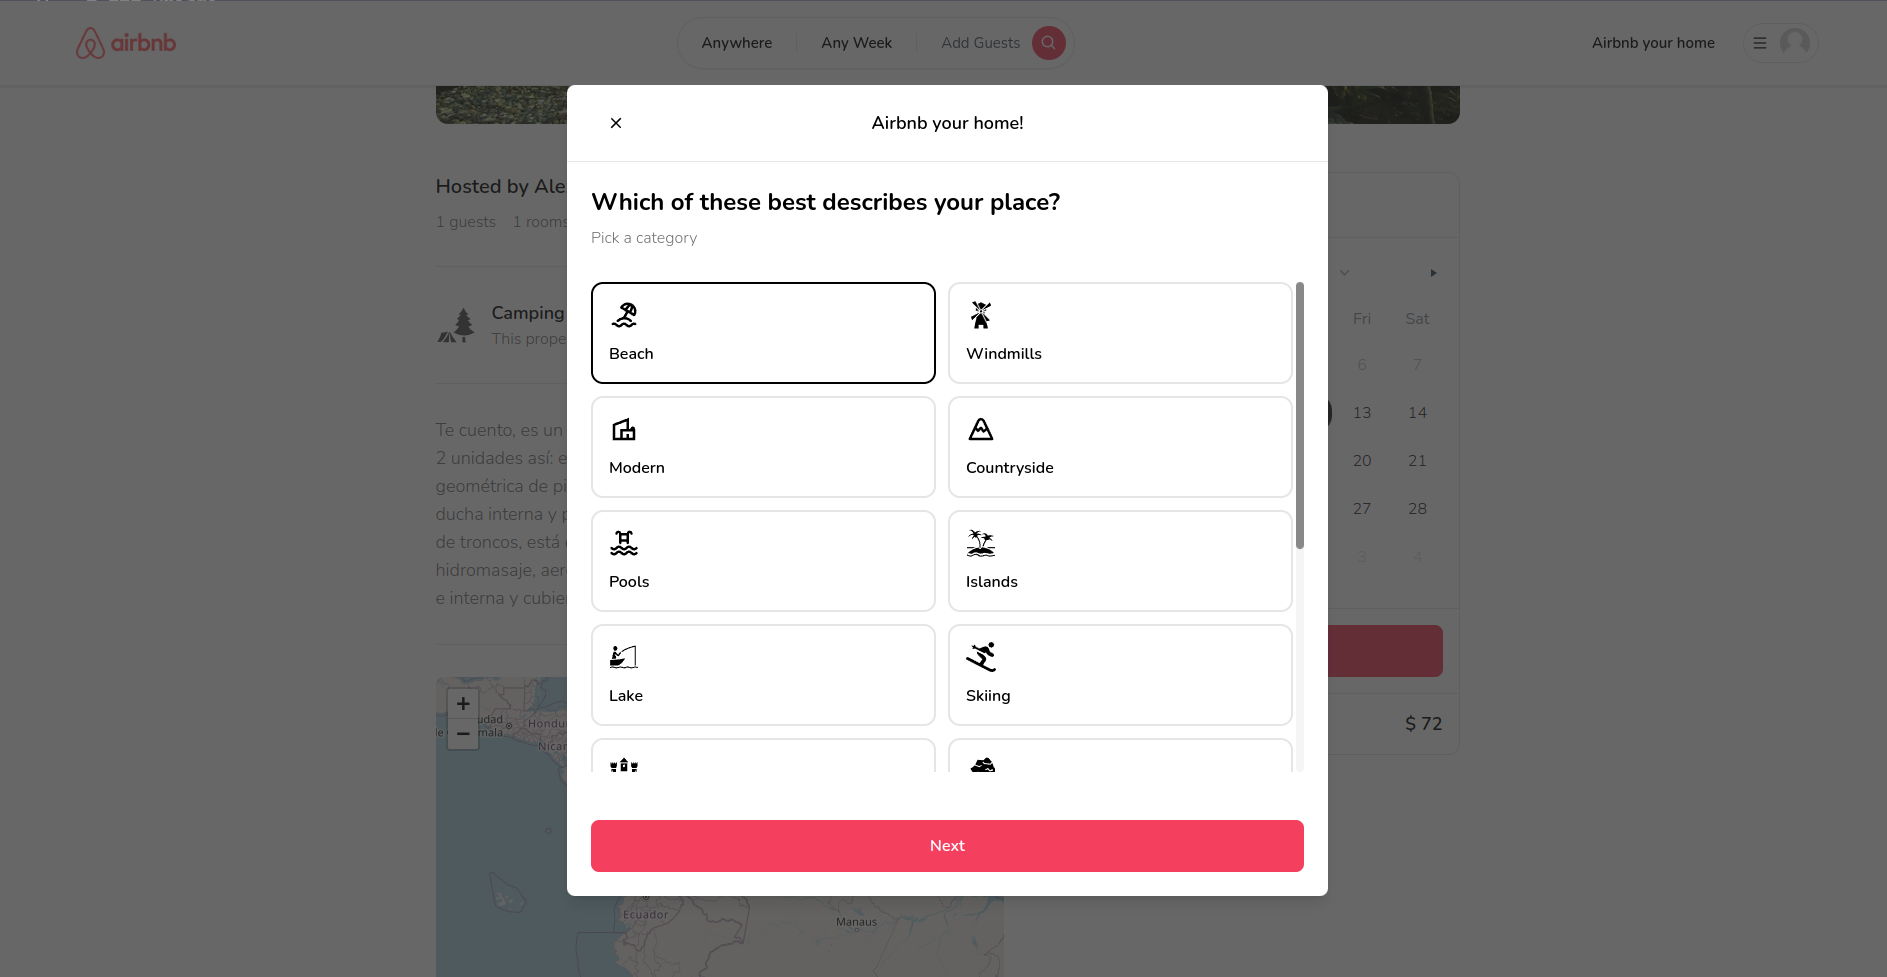 airbnb
Anywhere
Any Week
Add Guests
Airbnb your home
Airbnb your home!
Which of these best describes your place?
Pick a category
Beach
Windmills
Modern
Countryside
Pools
Islands
Lake
Skiing
Next
Hosted by Ale
1 guests 1 rooms
Camping
This prope
Te cuento, es un
2 unidades así: e
geométrica de pi
ducha interna y p
de troncos, está
hidromasaje, aer
e interna y cubie
Fri Sat
6 7
13 14
20 21
27 28
3 4
$ 72
+
−
udad
mala
Hondu
Nicar
Ecuador
Manaus